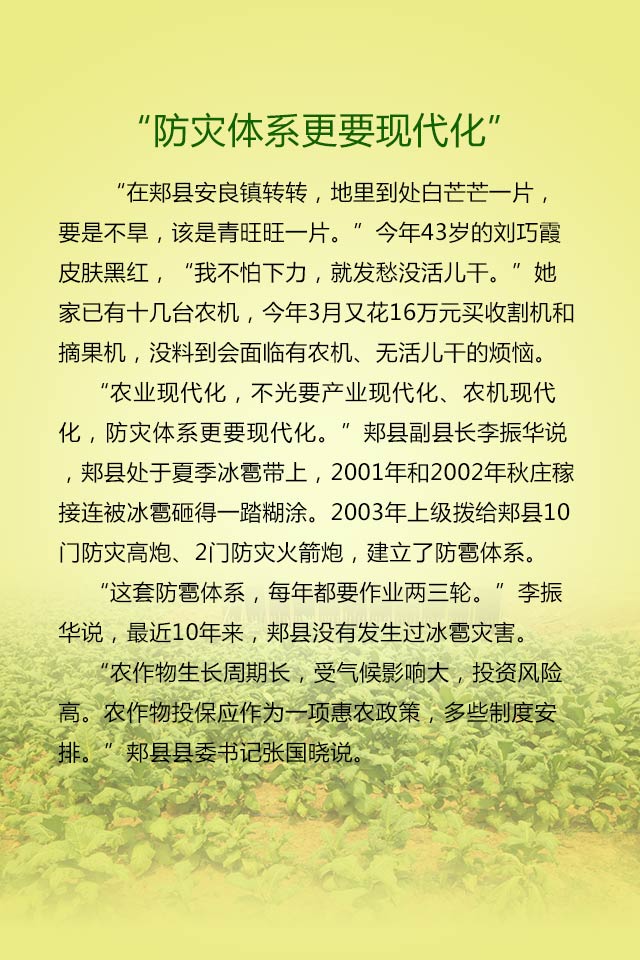 “防灾体系更要现代化”
“在郏县安良镇转转，地里到处白芒芒一片，
要是不旱，该是青旺旺一片。”今年43岁的刘巧霞
皮肤黑红，“我不怕下力，就发愁没活儿干。”她
家已有十几台农机，今年3月又花16万元买收割机和
摘果机，没料到会面临有农机、无活儿干的烦恼。
“农业现代化，不光要产业现代化、农机现代
化，防灾体系更要现代化。”郏县副县长李振华说
，郏县处于夏季冰雹带上，2001年和2002年秋庄稼
接连被冰雹砸得一踏糊涂。2003年上级拨给郏县10
门防灾高炮、2门防灾火箭炮，建立了防雹体系。
“这套防雹体系，每年都要作业两三轮。”李振
华说，最近10年来，郏县没有发生过冰雹灾害。
“农作物生长周期长，受气候影响大，投资风险
高。农作物投保应作为一项惠农政策，多些制度安
排。”郏县县委书记张国晓说。